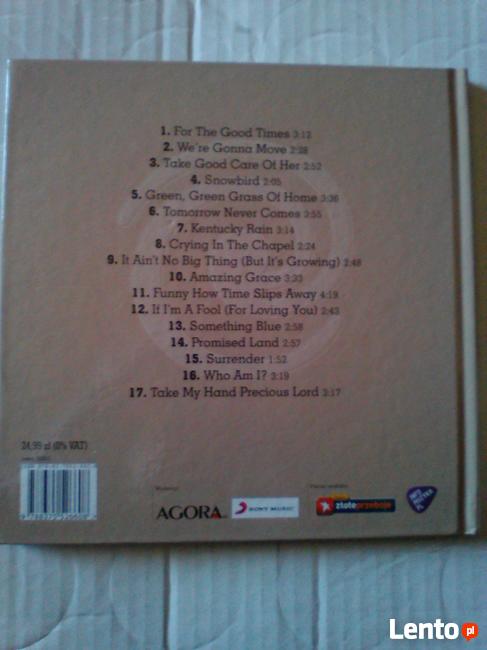 1. For The Good Times 3:12
2. We're Gonna Move 2:28
3. Take Good Care Of Her 2:52
4. Snowbird 2:05
5. Green, Green Grass Of Home 3:36
6. Tomorrow Never Comes 3:55
7. Kentucky Rain 3:14
8. Crying In The Chapel 2:24
9. It Ain't No Big Thing (But It's Growing) 2:48
10. Amazing Grace 3:33
11. Funny How Time Slips Away 4:19
12. If I'm A Fool (For Loving You) 2:43
13. Something Blue 2:58
14. Promised Land 2:57
15. Surrender 1:52
16. Who Am I? 2:19
17. Take My Hand Precious Lord 3:17
24,99 zł (8% VAT)
AGORA SA
SONY MUSIC
złoteprzeboje
Lento.pl